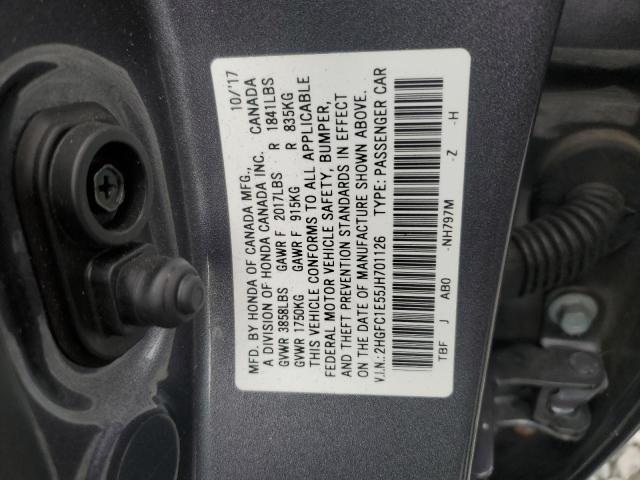 MFD. BY HONDA OF CANADA MFG., 10/'17
A DIVISION OF HONDA CANADA INC. CANADA
GVWR 3858LBS GAWR F 2017LBS R 1841LBS
GVWR 1750KG GAWR F 915KG R 835KG
THIS VEHICLE CONFORMS TO ALL APPLICABLE
FEDERAL MOTOR VEHICLE SAFETY, BUMPER,
AND THEFT PREVENTION STANDARDS IN EFFECT
ON THE DATE OF MANUFACTURE SHOWN ABOVE.
V.I.N.:2HGFC1E55JH701126 TYPE: PASSENGER CAR
TBF J AB0 -NH797M -Z -H